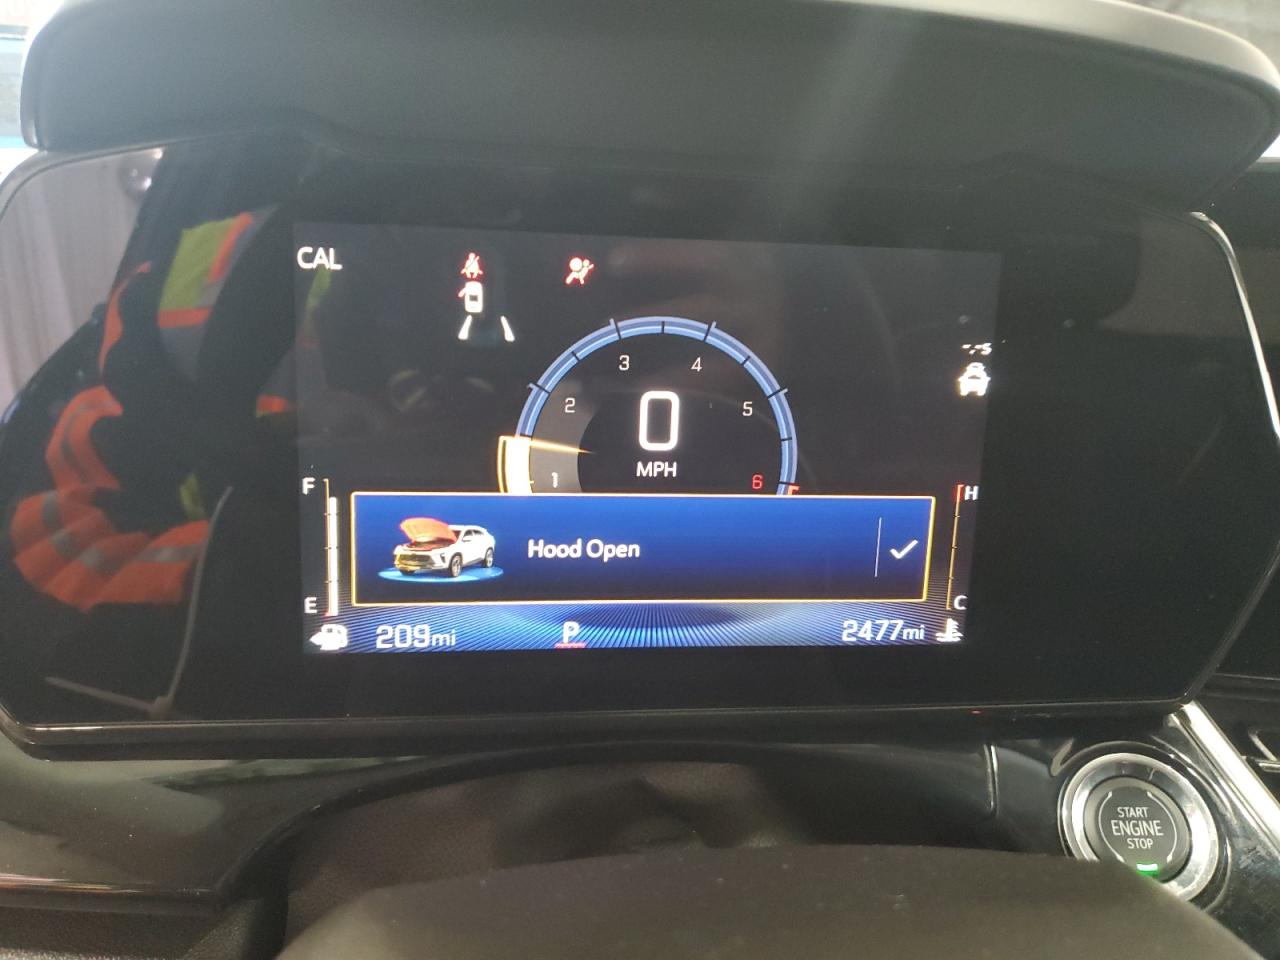 CAL
3 4
2 5
1 6
0
MPH
F H
Hood Open
E C
209mi P 2477mi
START
ENGINE
STOP